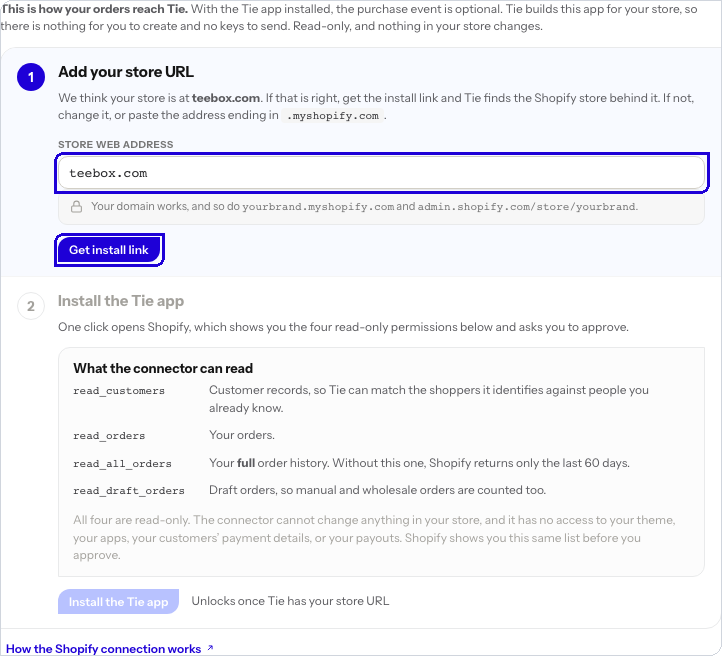 This is how your orders reach Tie. With the Tie app installed, the purchase event is optional. Tie builds this app for your store, so
there is nothing for you to create and no keys to send. Read-only, and nothing in your store changes.
1
Add your store URL
We think your store is at teebox.com. If that is right, get the install link and Tie finds the Shopify store behind it. If not,
change it, or paste the address ending in .myshopify.com .
STORE WEB ADDRESS
teebox.com
Your domain works, and so do yourbrand.myshopify.com and admin.shopify.com/store/yourbrand.
Get install link
2
Install the Tie app
One click opens Shopify, which shows you the four read-only permissions below and asks you to approve.
What the connector can read
read_customers
Customer records, so Tie can match the shoppers it identifies against people you
already know.
read_orders
Your orders.
read_all_orders
Your full order history. Without this one, Shopify returns only the last 60 days.
read_draft_orders
Draft orders, so manual and wholesale orders are counted too.
All four are read-only. The connector cannot change anything in your store, and it has no access to your theme,
your apps, your customers' payment details, or your payouts. Shopify shows you this same list before you
approve.
Install the Tie app
Unlocks once Tie has your store URL
How the Shopify connection works ↗